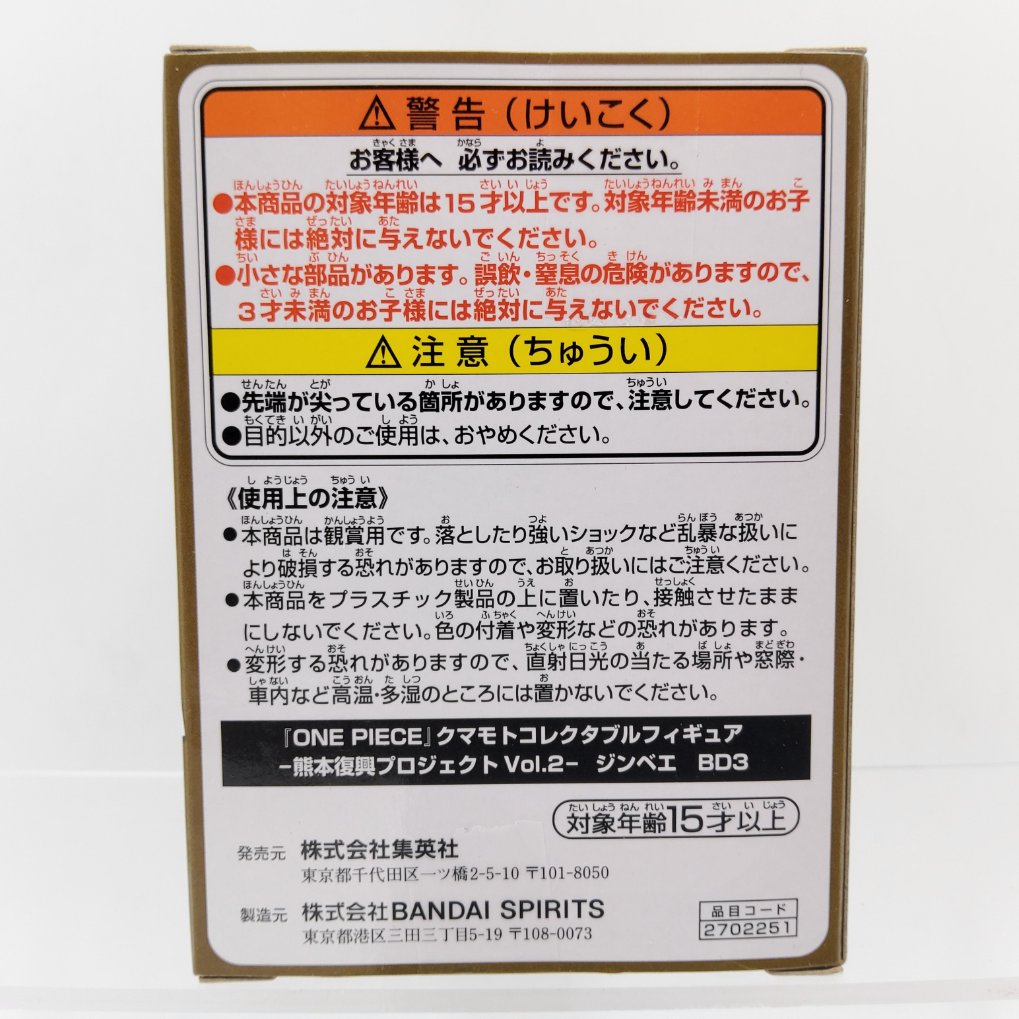 ⚠警告（けいこく）
お客様へ 必ずお読みください。
●本商品の対象年齢は15才以上です。対象年齢未満のお子
様には絶対に与えないでください。
●小さな部品があります。誤飲・窒息の危険がありますので、
3才未満のお子様には絶対に与えないでください。
⚠注意（ちゅうい）
●先端が尖っている箇所がありますので、注意してください。
●目的以外のご使用は、おやめください。
《使用上の注意》
●本商品は観賞用です。落としたり強いショックなど乱暴な扱いに
より破損する恐れがありますので、お取り扱いにはご注意ください。
●本商品をプラスチック製品の上に置いたり、接触させたまま
にしないでください。色の付着や変形などの恐れがあります。
●変形する恐れがありますので、直射日光の当たる場所や窓際・
車内など高温・多湿のところには置かないでください。
『ONE PIECE』クマモトコレクタブルフィギュア
-熊本復興プロジェクトVol.2- ジンベエ BD3
対象年齢15才以上
発売元 株式会社集英社
東京都千代田区一ツ橋2-5-10 〒101-8050
製造元 株式会社BANDAI SPIRITS
東京都港区三田三丁目5-19 〒108-0073
品目コード
2702251